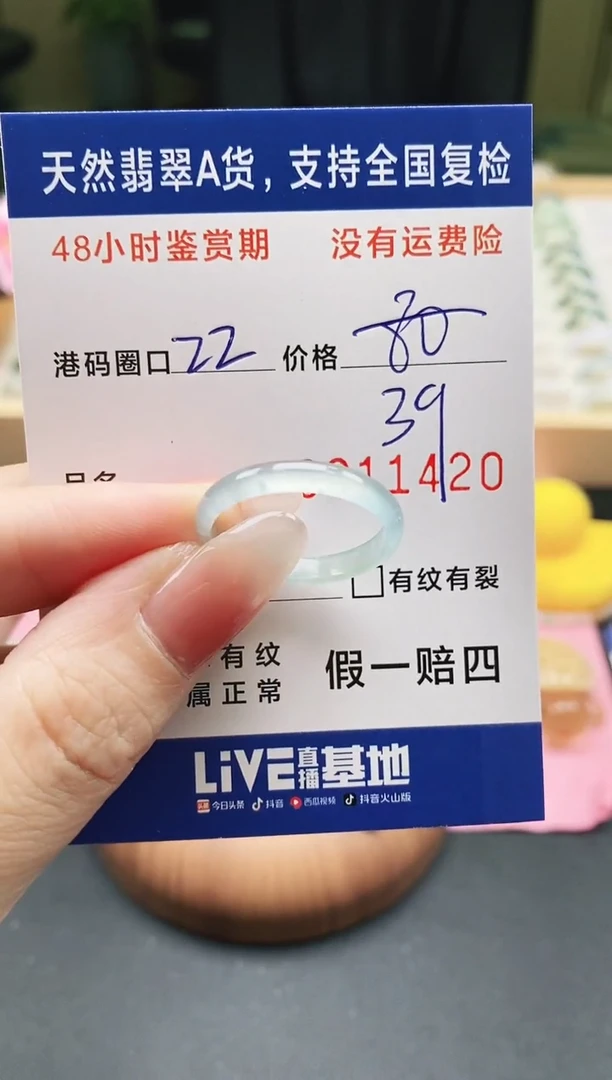 天然翡翠A货，支持全国复检
48小时鉴赏期 没有运费险
港码圈口 22 价格 80
39
11420
有纹有裂
有纹
属正常
假一赔四
LiVE直播基地
今日头条 抖音 西瓜视频 抖音火山版